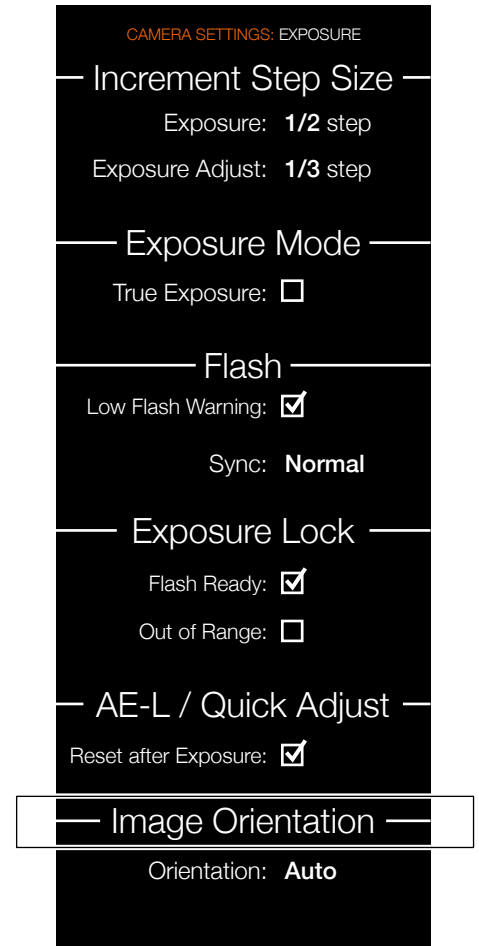 CAMERA SETTINGS: EXPOSURE
Increment Step Size
Exposure: 1/2 step
Exposure Adjust: 1/3 step
Exposure Mode
True Exposure:
Flash
Low Flash Warning:
Sync: Normal
Exposure Lock
Flash Ready:
Out of Range:
AE-L / Quick Adjust
Reset after Exposure:
Image Orientation
Orientation: Auto